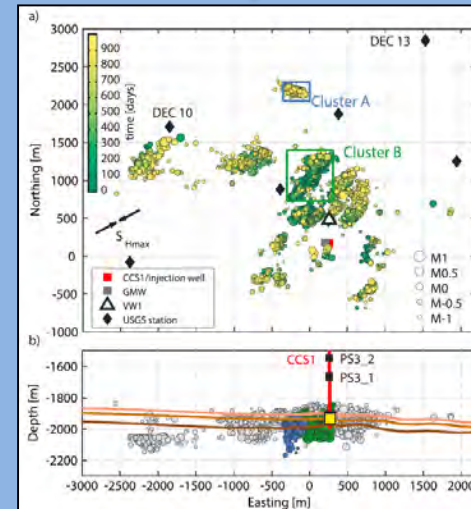 a)
3000
2500
2000
1500
1000
500
0
-500
-1000
Northing [m]
900
800
700
600
500
400
300
200
100
0
time [days]
DEC 13
DEC 10
Cluster A
Cluster B
SHmax
CCS1/injection well
GMW
VW1
USGS station
M1
M0.5
M0
M-0.5
M-1
b)
-1600
-1800
-2000
-2200
Depth [m]
CCS1
PS3_2
PS3_1
-3000 -2500 -2000 -1500 -1000 -500 0 500 1000 1500 2000
Easting [m]